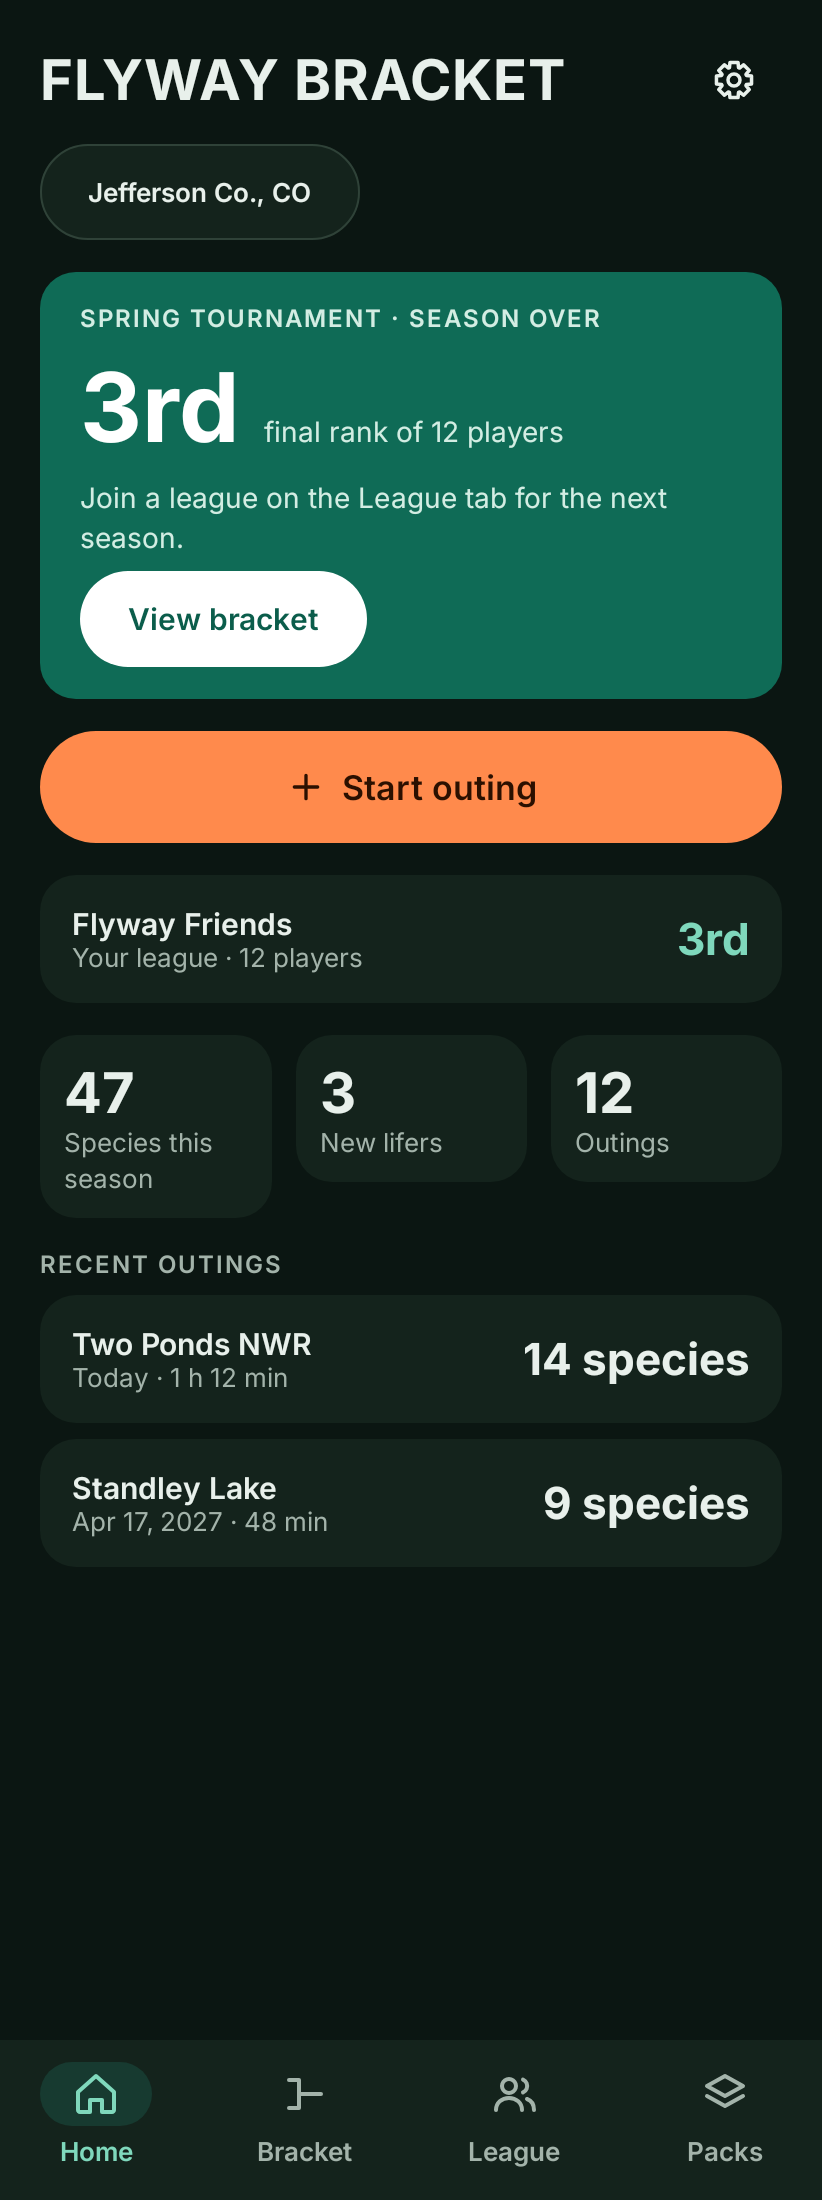 FLYWAY BRACKET
Jefferson Co., CO
SPRING TOURNAMENT · SEASON OVER
3rd final rank of 12 players
Join a league on the League tab for the next
season.
View bracket
+ Start outing
Flyway Friends
Your league · 12 players
3rd
47
Species this
season
3
New lifers
12
Outings
RECENT OUTINGS
Two Ponds NWR
Today · 1 h 12 min
14 species
Standley Lake
Apr 17, 2027 · 48 min
9 species
Home
Bracket
League
Packs